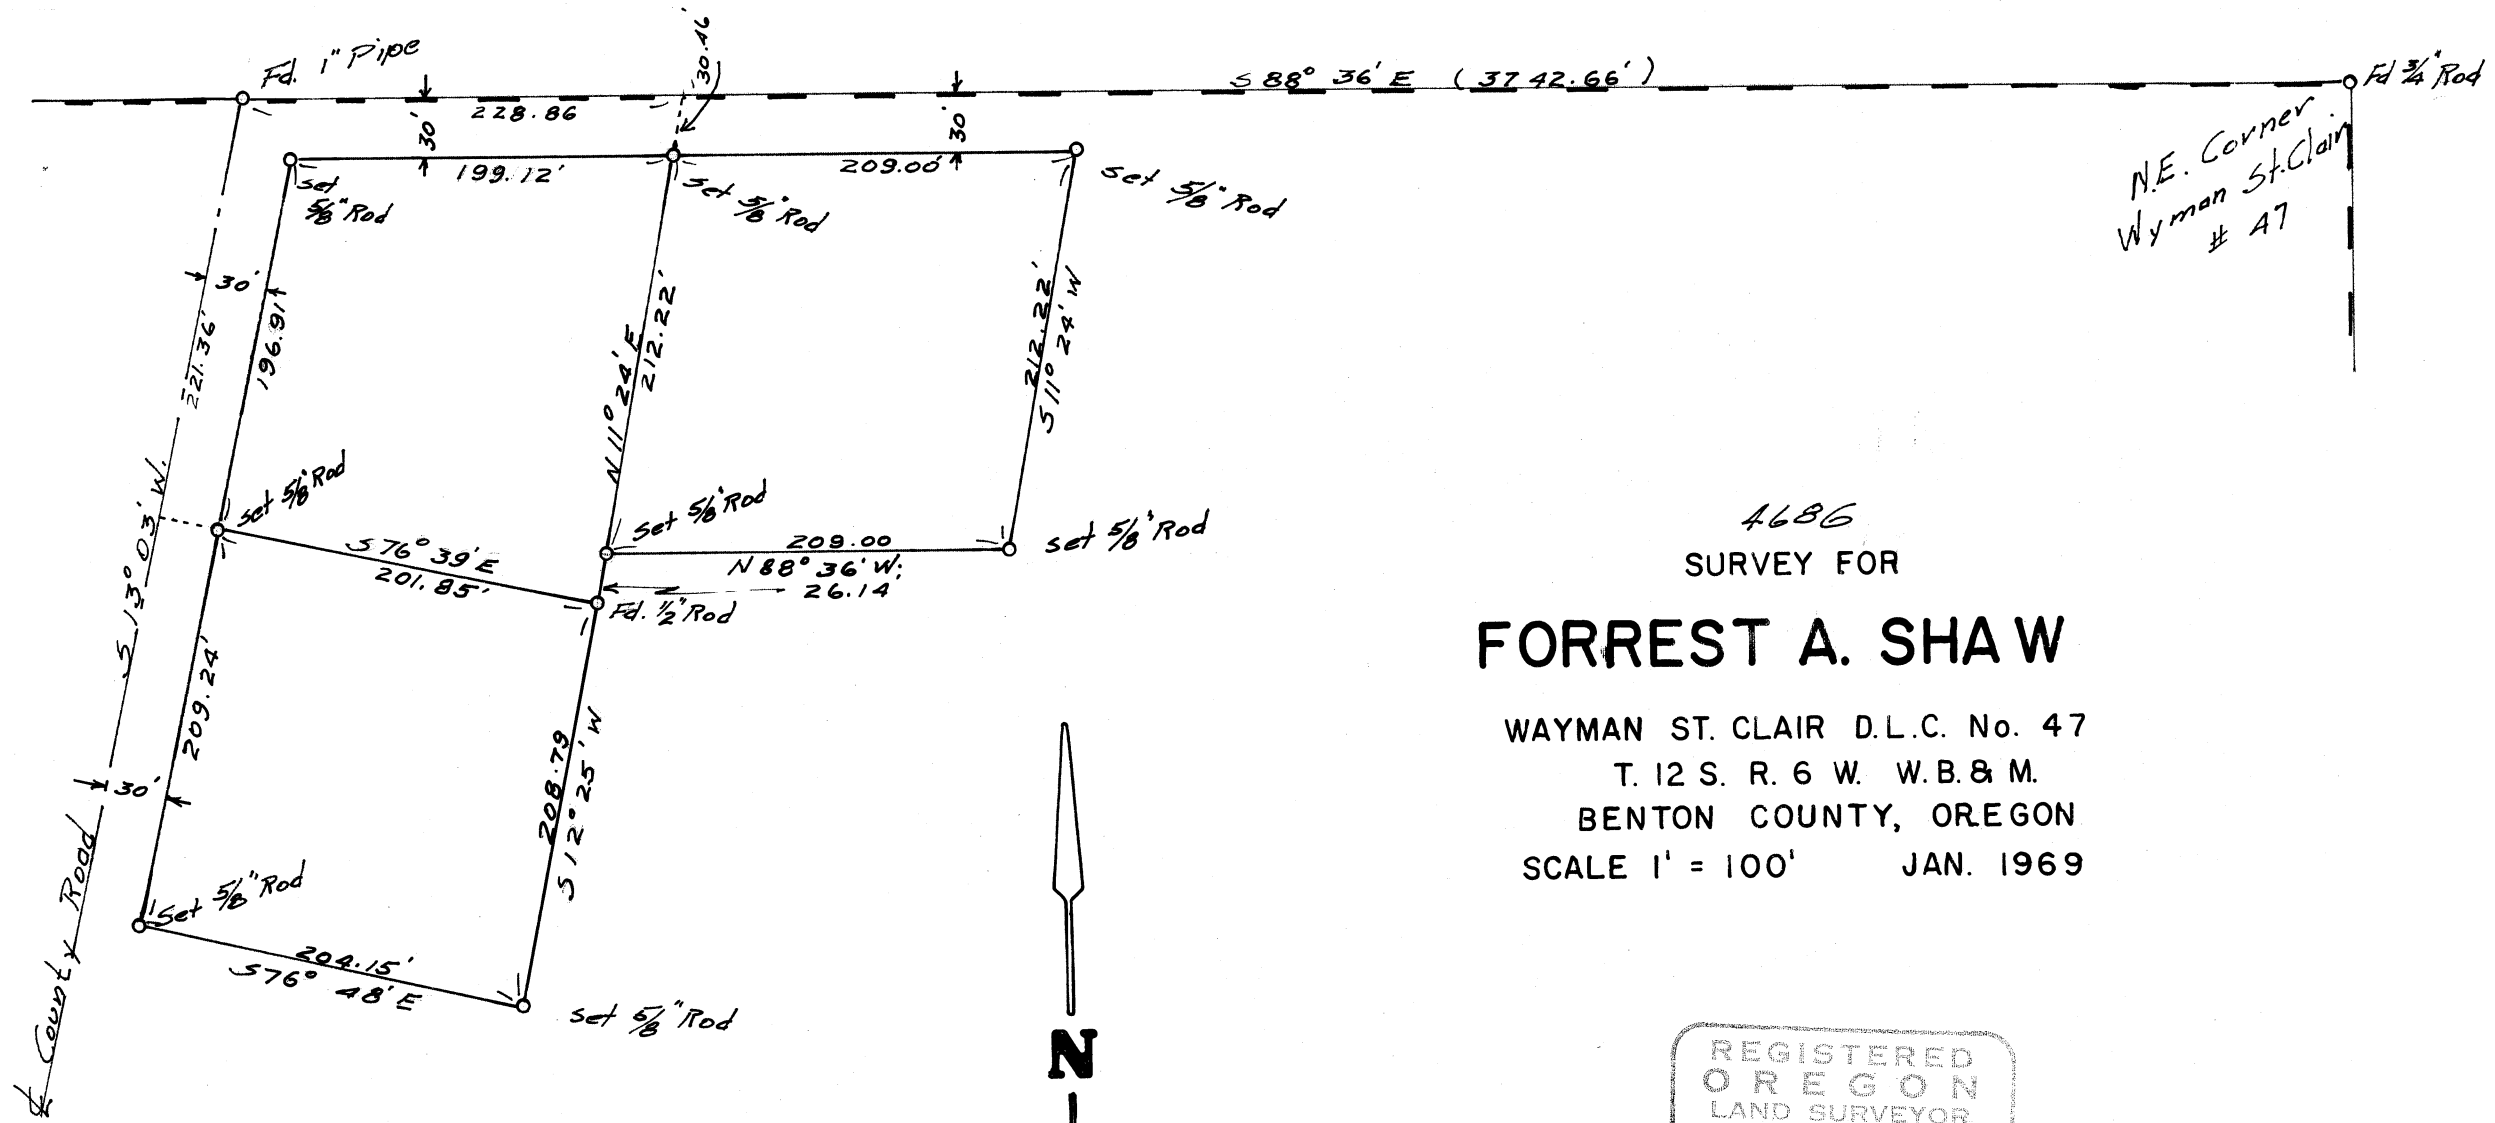 Fd. 1" Pipe
30.46'
S 88° 36' E (3742.66')
Fd 3/4" Rod
228.86
30'
30'
N.E. Corner
Wyman St.Clair
# 47
199.12'
209.00'
set
5/8" Rod
set 5/8" Rod
set 5/8" Rod
30'
221.36'
196.91'
N 11° 24' E
212.22'
212.22'
S 11° 24' W
S 13° 03' W.
set 5/8" Rod
set 5/8" Rod
set 5/8" Rod
S 76° 39' E
201.85'
209.00
N 88° 36' W.
26.14'
Fd. 1/2" Rod
209.24'
208.79
S 12° 25' W
30'
County Road
Set 5/8" Rod
204.15'
S 76° 48' E
set 5/8" Rod
N
4686
SURVEY FOR
FORREST A. SHAW
WAYMAN ST. CLAIR D.L.C. No. 47
T. 12 S. R. 6 W. W.B.& M.
BENTON COUNTY, OREGON
SCALE 1' = 100' JAN. 1969
REGISTERED
OREGON
LAND SURVEYOR